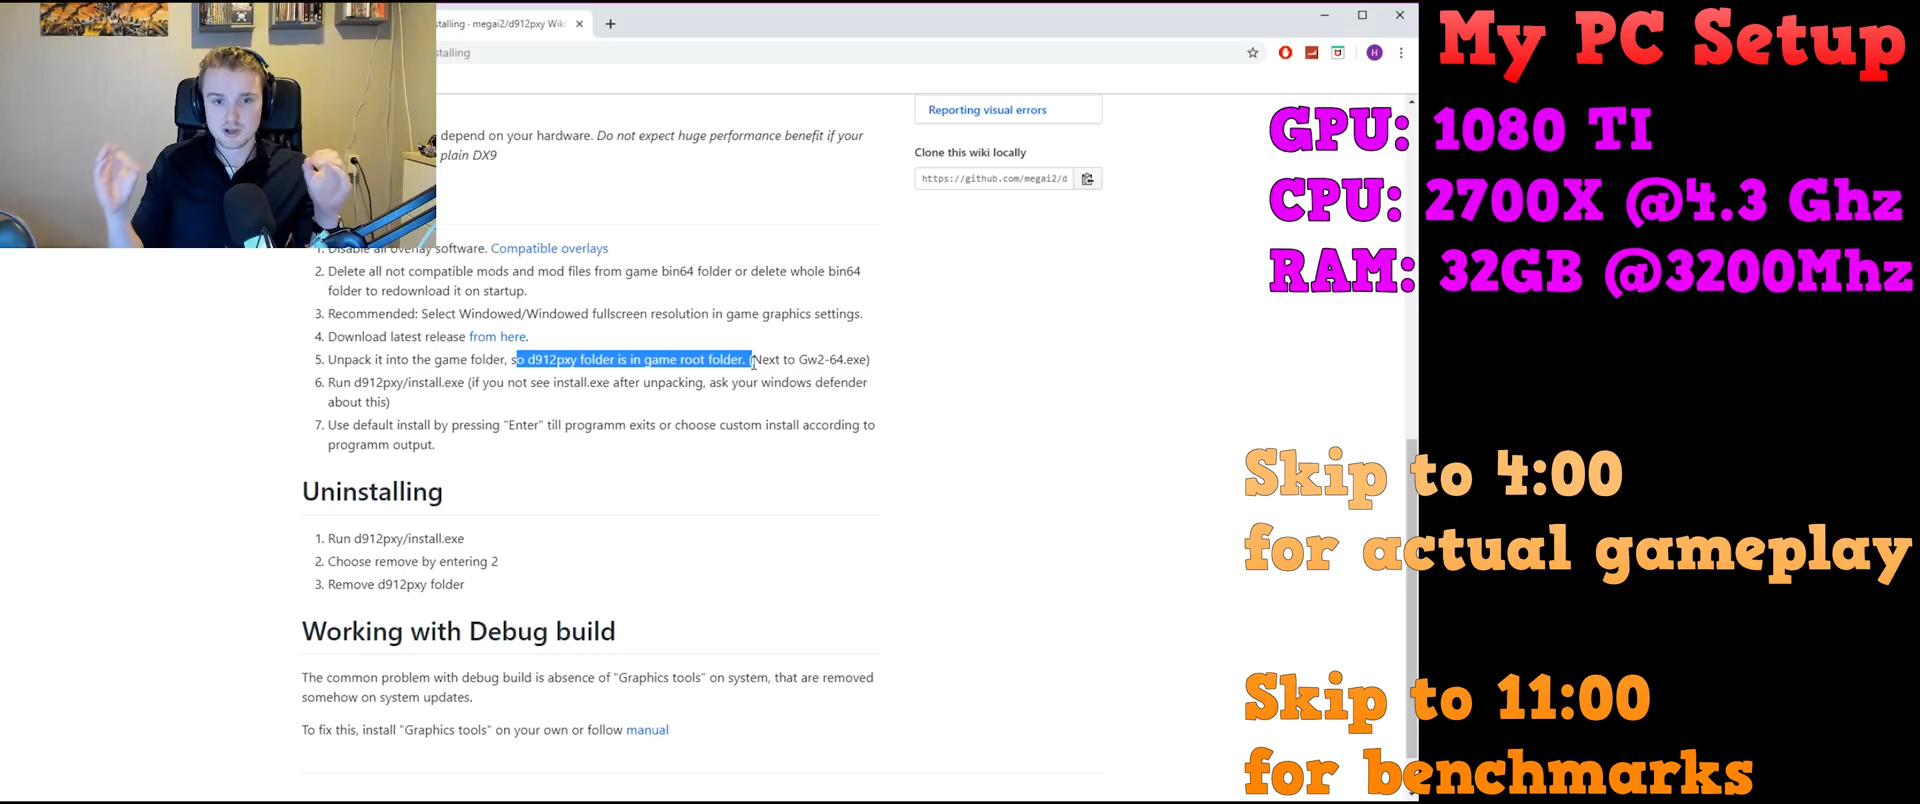 stalling · megai2/d912pxy Wiki
stalling
My PC Setup
GPU: 1080 TI
CPU: 2700X @4.3 Ghz
RAM: 32GB @3200Mhz
Reporting visual errors
Clone this wiki locally
https://github.com/megai2/d
depend on your hardware. Do not expect huge performance benefit if your
plain DX9
1. Disable all overlay software. Compatible overlays
2. Delete all not compatible mods and mod files from game bin64 folder or delete whole bin64
folder to redownload it on startup.
3. Recommended: Select Windowed/Windowed fullscreen resolution in game graphics settings.
4. Download latest release from here.
5. Unpack it into the game folder, so d912pxy folder is in game root folder. (Next to Gw2-64.exe)
6. Run d912pxy/install.exe (if you not see install.exe after unpacking, ask your windows defender
about this)
7. Use default install by pressing "Enter" till programm exits or choose custom install according to
programm output.
Uninstalling
1. Run d912pxy/install.exe
2. Choose remove by entering 2
3. Remove d912pxy folder
Working with Debug build
The common problem with debug build is absence of "Graphics tools" on system, that are removed
somehow on system updates.
To fix this, install "Graphics tools" on your own or follow manual
Skip to 4:00
for actual gameplay
Skip to 11:00
for benchmarks
H